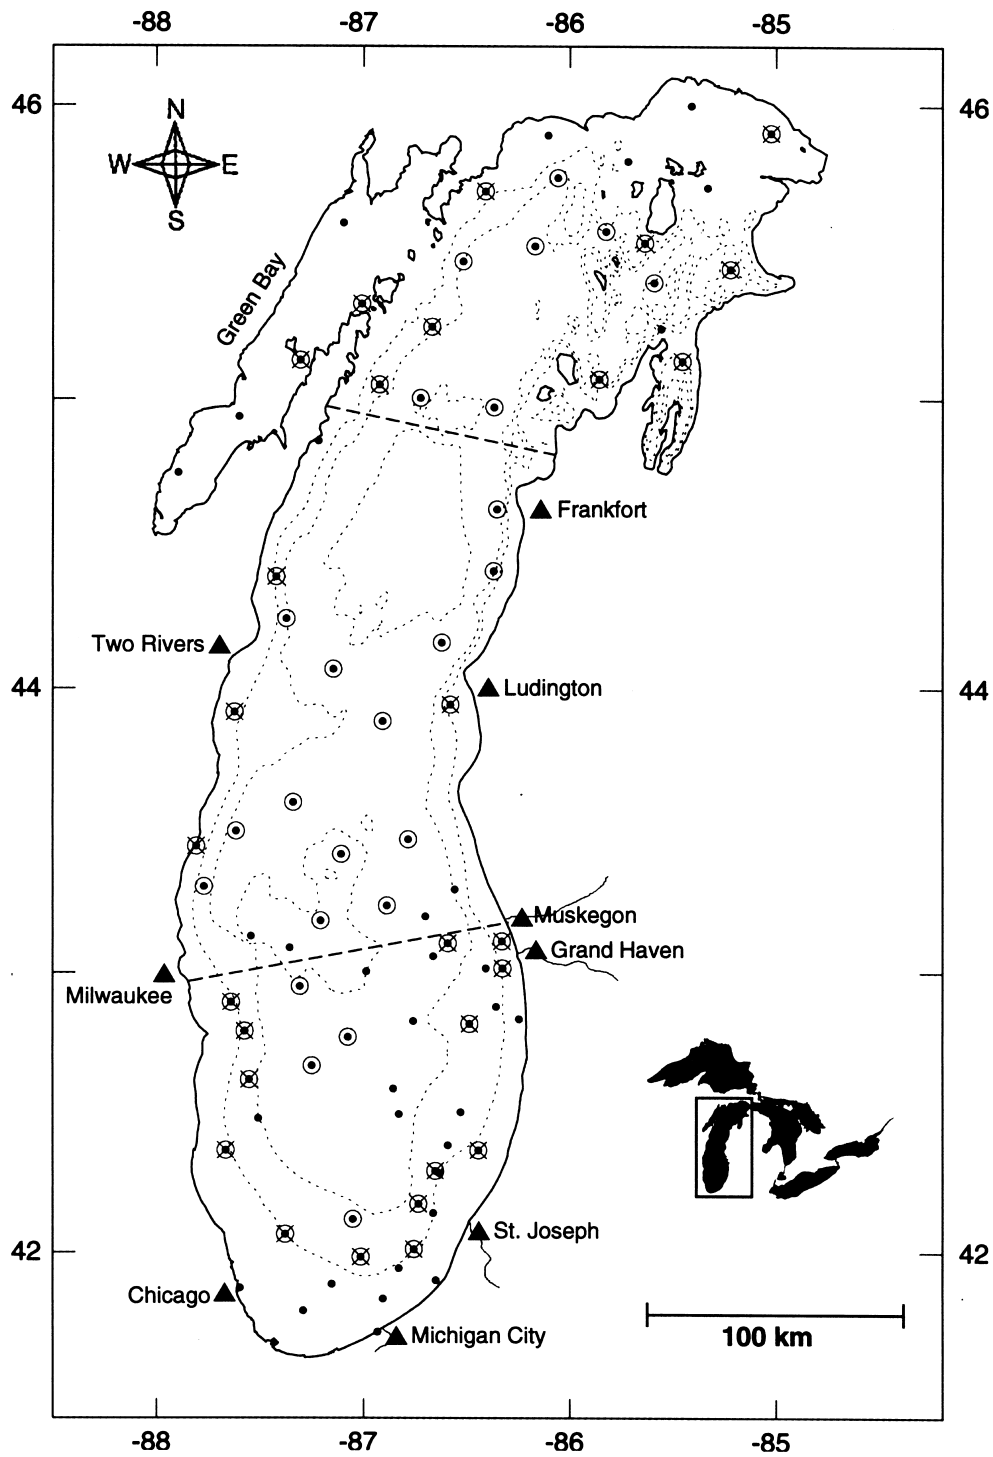 -88 -87 -86 -85
46 46
N
W E
S
Green Bay
Frankfort
Two Rivers
44 Ludington 44
Muskegon
Grand Haven
Milwaukee
St. Joseph
42 42
Chicago
100 km
Michigan City
-88 -87 -86 -85